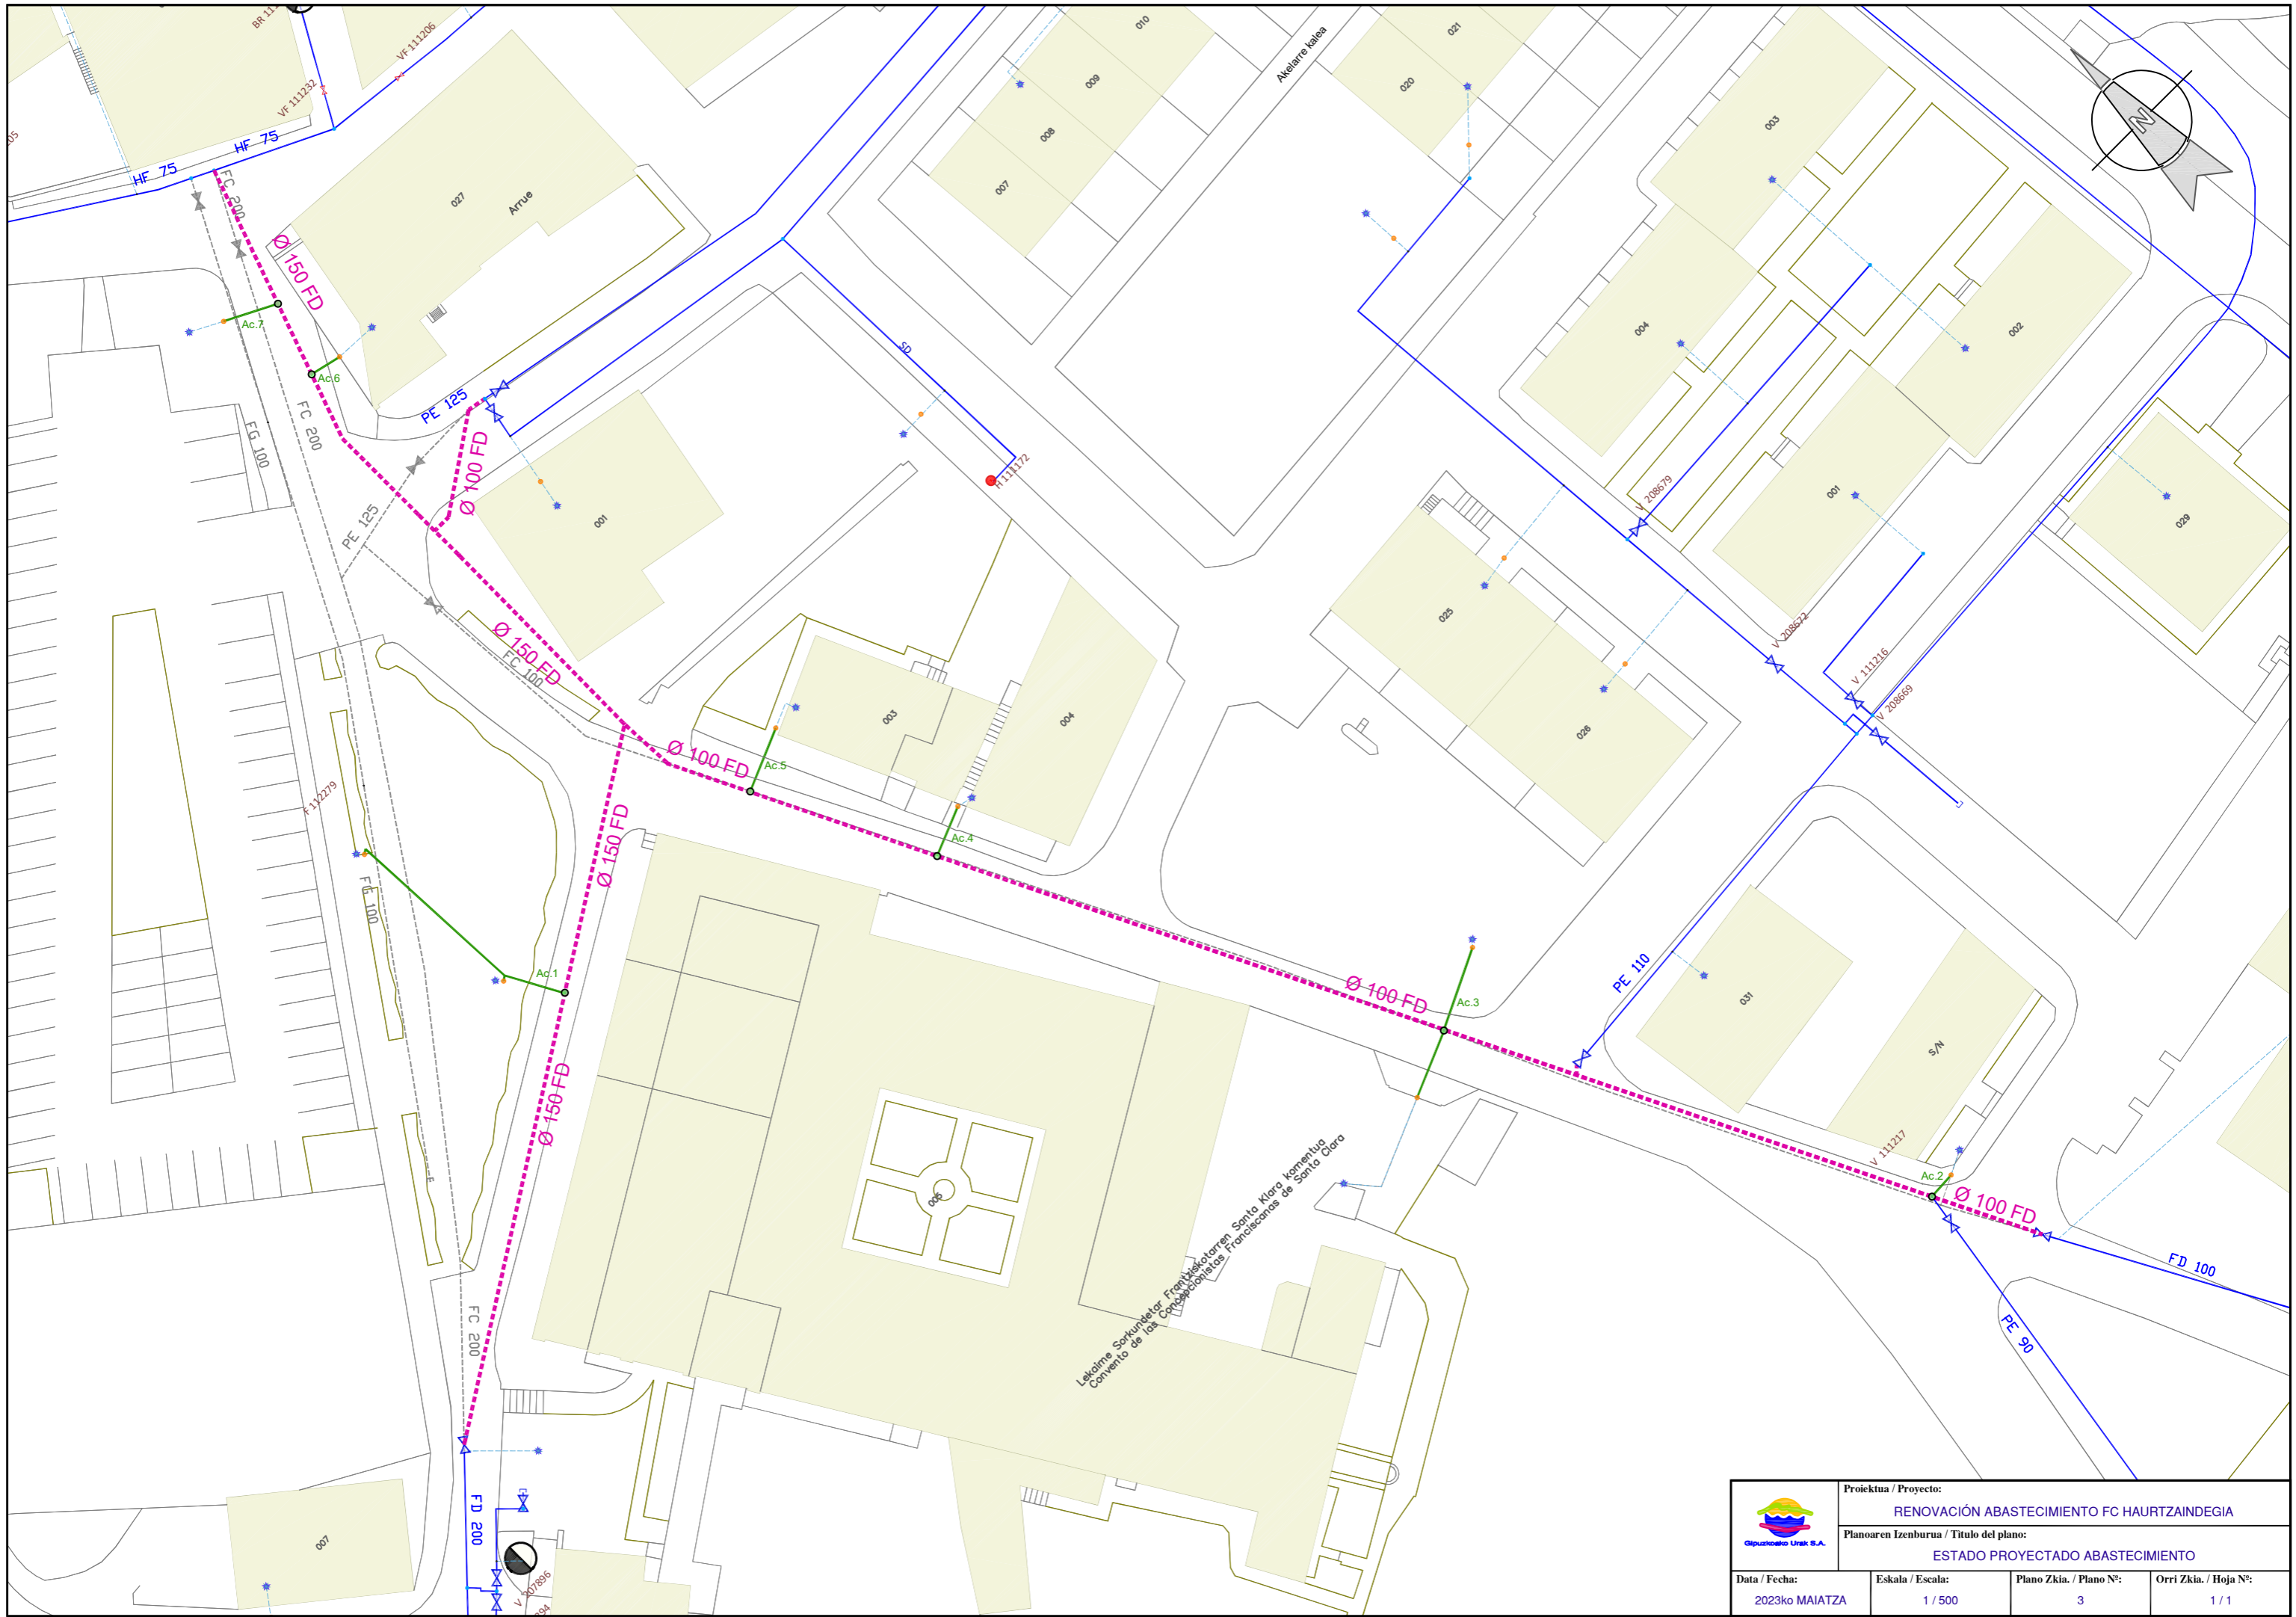 VF 111206
VF 111232
HF 75
HF 75
FC 200
Ø 150 FD
027
Arrue
Ac.7
Ac.6
FC 200
FG 100
PE 125
PE 125
Ø 100 FD
001
SD
H 111172
010
009
008
007
Akelarre kalea
021
020
003
004
002
001
029
N
V 208679
V 208672
V 111216
V 208669
025
026
Ø 150 FD
FC 100
003
004
Ø 100 FD
Ac.5
Ac.4
F 112279
FG 100
Ø 150 FD
Ac.1
Ø 150 FD
Ø 100 FD
Ac.3
PE 110
031
S/N
V 111217
Ac.2
Ø 100 FD
FD 100
PE 90
005
Lekaime Sorkundetar Frantziskotarren Santa Klara komentua
Convento de las Concepcionistas Franciscanas de Santa Clara
FC 200
FD 200
007
V 207896
Proiektua / Proyecto:
RENOVACIÓN ABASTECIMIENTO FC HAURTZAINDEGIA
Planoaren Izenburua / Titulo del plano:
ESTADO PROYECTADO ABASTECIMIENTO
Gipuzkoako Urak S.A.
Data / Fecha:
2023ko MAIATZA
Eskala / Escala:
1 / 500
Plano Zkia. / Plano Nº:
3
Orri Zkia. / Hoja Nº:
1 / 1